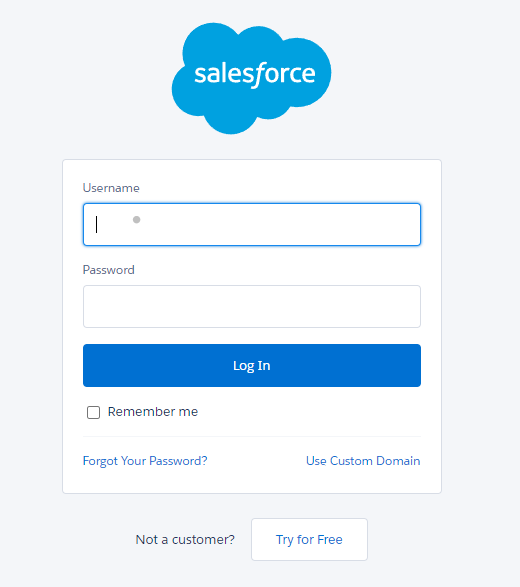 salesforce
Username
Password
Log In
Remember me
Forgot Your Password? Use Custom Domain
Not a customer? Try for Free